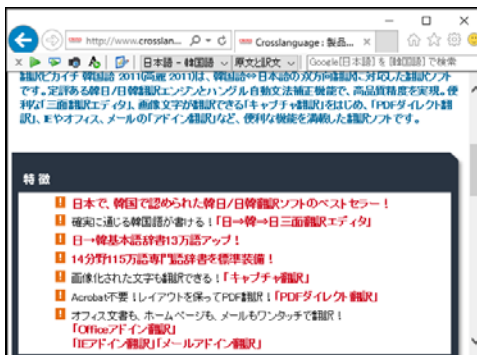 http://www.crosslan...
Crosslanguage : 製品...
日本語 - 韓国語
原文と訳文
Google(日本語)を[韓国語]で検索
翻訳ピカイチ 韓国語 2011(高麗 2011)は、韓国語⇔日本語の双方向翻訳に対応した翻訳ソフト
です。定評ある韓日/日韓翻訳エンジンとハングル自動文法補正機能で、高品質精度を実現。便
利な「三面翻訳エディタ」、画像文字が翻訳できる「キャプチャ翻訳」をはじめ、「PDFダイレクト翻
訳」、IEやオフィス、メールの「アドイン翻訳」など、便利な機能を満載した翻訳ソフトです。
特徴
日本で、韓国で認められた韓日/日韓翻訳ソフトのベストセラー！
確実に通じる韓国語が書ける！「日⇒韓⇒日三面翻訳エディタ」
日→韓基本語辞書13万語アップ！
14分野115万語専門語辞書を標準装備！
画像化された文字も翻訳できる！「キャプチャ翻訳」
Acrobat不要！レイアウトを保ってPDF翻訳！「PDFダイレクト翻訳」
オフィス文書も、ホームページも、メールもワンタッチで翻訳！
「Officeアドイン翻訳」
「IEアドイン翻訳」「メールアドイン翻訳」